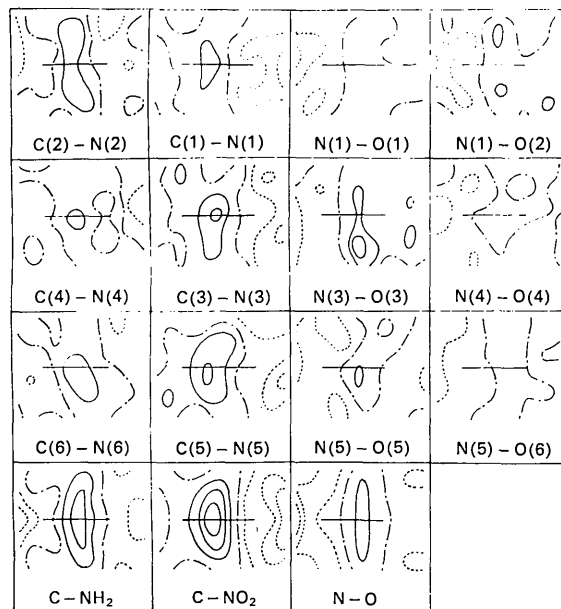 C(2) – N(2) C(1) – N(1) N(1) – O(1) N(1) – O(2)
C(4) – N(4) C(3) – N(3) N(3) – O(3) N(4) – O(4)
C(6) – N(6) C(5) – N(5) N(5) – O(5) N(5) – O(6)
C – NH₂ C – NO₂ N – O